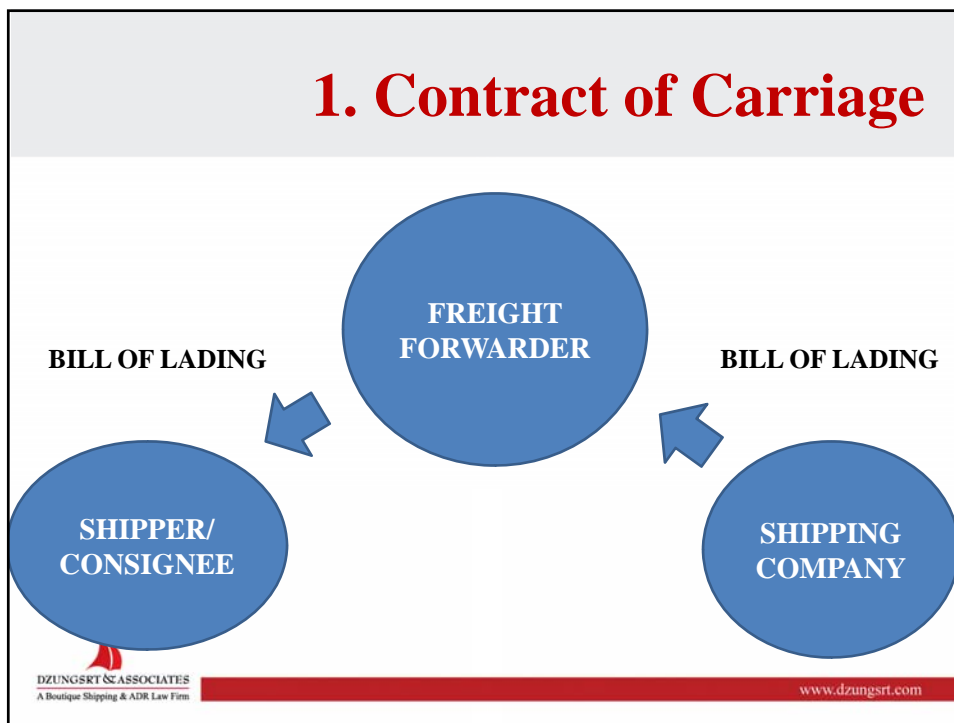 1. Contract of Carriage
FREIGHT
FORWARDER
BILL OF LADING
BILL OF LADING
SHIPPER/
CONSIGNEE
SHIPPING
COMPANY
DZUNGSRT & ASSOCIATES
A Boutique Shipping & ADR Law Firm
www.dzungsrt.com